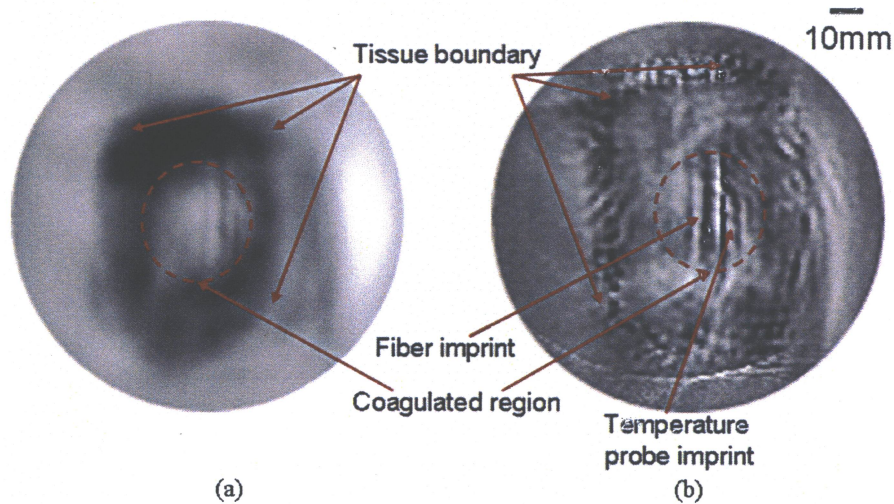 10mm
Tissue boundary
Fiber imprint
Coagulated region
Temperature
probe imprint
(a)
(b)